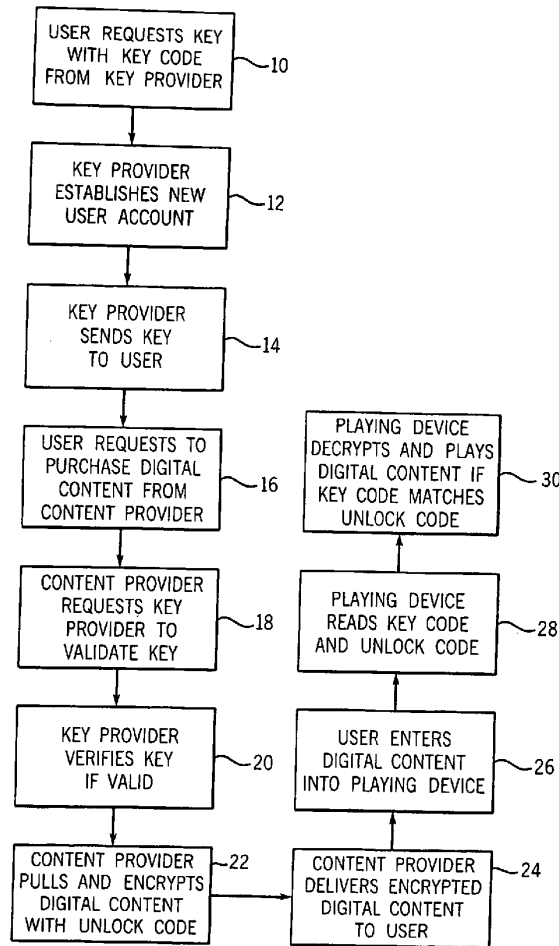 USER REQUESTS KEY
WITH KEY CODE
FROM KEY PROVIDER
10
KEY PROVIDER
ESTABLISHES NEW
USER ACCOUNT
12
KEY PROVIDER
SENDS KEY
TO USER
14
USER REQUESTS TO
PURCHASE DIGITAL
CONTENT FROM
CONTENT PROVIDER
16
CONTENT PROVIDER
REQUESTS KEY
PROVIDER TO
VALIDATE KEY
18
KEY PROVIDER
VERIFIES KEY
IF VALID
20
CONTENT PROVIDER
PULLS AND ENCRYPTS
DIGITAL CONTENT
WITH UNLOCK CODE
22
CONTENT PROVIDER
DELIVERS ENCRYPTED
DIGITAL CONTENT
TO USER
24
USER ENTERS
DIGITAL CONTENT
INTO PLAYING DEVICE
26
PLAYING DEVICE
READS KEY CODE
AND UNLOCK CODE
28
PLAYING DEVICE
DECRYPTS AND PLAYS
DIGITAL CONTENT IF
KEY CODE MATCHES
UNLOCK CODE
30